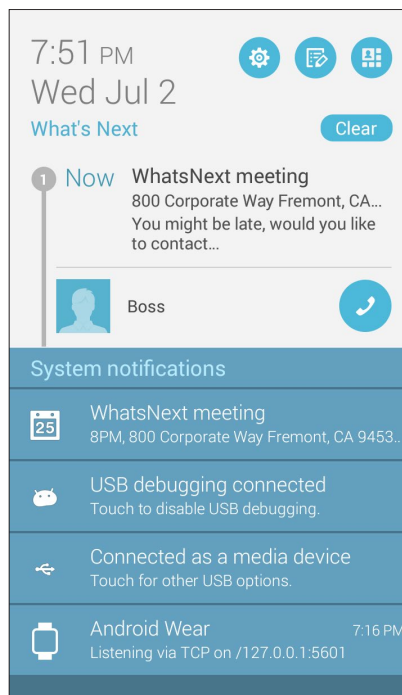 7:51 PM
Wed Jul 2
What's Next
Clear
1
Now
WhatsNext meeting
800 Corporate Way Fremont, CA...
You might be late, would you like
to contact...
Boss
System notifications
25
WhatsNext meeting
8PM, 800 Corporate Way Fremont, CA 9453..
USB debugging connected
Touch to disable USB debugging.
Connected as a media device
Touch for other USB options.
Android Wear 7:16 PM
Listening via TCP on /127.0.0.1:5601